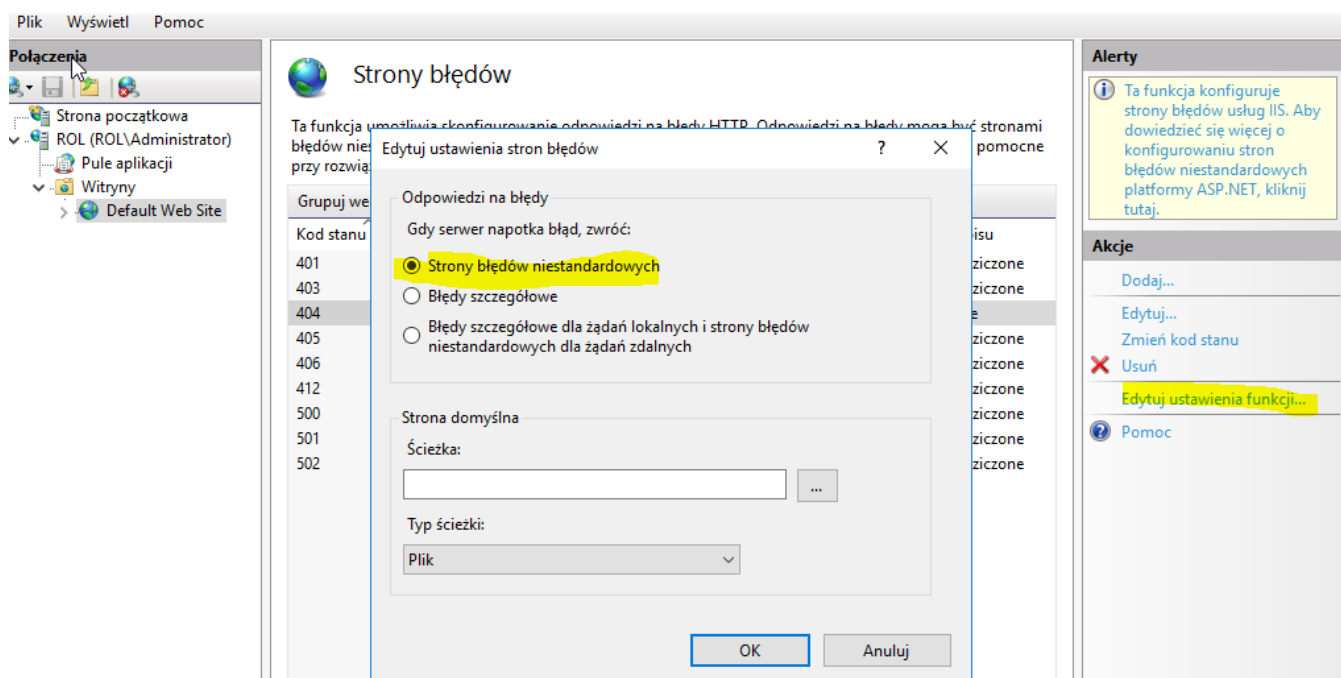 Plik Wyświetl Pomoc
Połączenia
Strona początkowa
ROL (ROL\Administrator)
Pule aplikacji
Witryny
Default Web Site
Strony błędów
Ta funkcja umożliwia skonfigurowanie odpowiedzi na błędy HTTP. Odpowiedzi na błędy mogą być stronami
błędów nies
pomocne
przy rozwią
Grupuj we
Kod stanu
isu
401
ziczone
403
ziczone
404
e
405
ziczone
406
ziczone
412
ziczone
500
ziczone
501
ziczone
502
ziczone
Edytuj ustawienia stron błędów
?
Odpowiedzi na błędy
Gdy serwer napotka błąd, zwróć:
Strony błędów niestandardowych
Błędy szczegółowe
Błędy szczegółowe dla żądań lokalnych i strony błędów
niestandardowych dla żądań zdalnych
Strona domyślna
Ścieżka:
...
Typ ścieżki:
Plik
OK Anuluj
Alerty
Ta funkcja konfiguruje
strony błędów usług IIS. Aby
dowiedzieć się więcej o
konfigurowaniu stron
błędów niestandardowych
platformy ASP.NET, kliknij
tutaj.
Akcje
Dodaj...
Edytuj...
Zmień kod stanu
Usuń
Edytuj ustawienia funkcji...
Pomoc